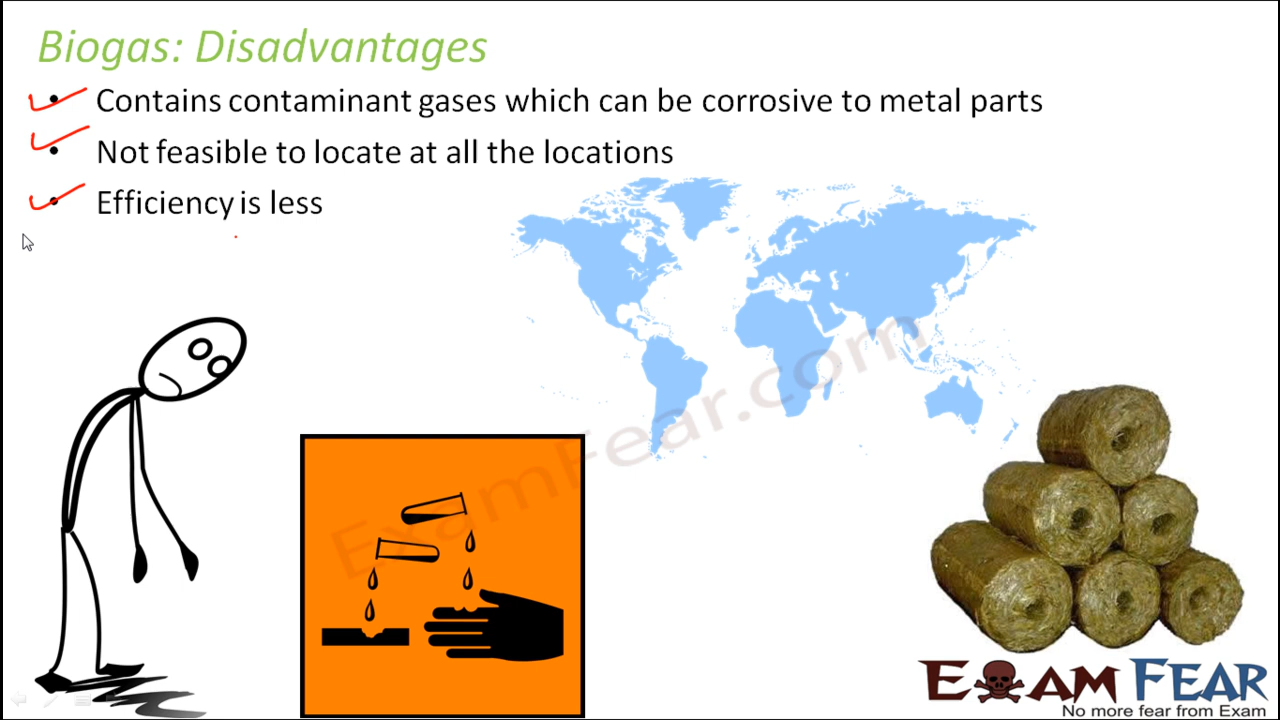 Biogas: Disadvantages
• Contains contaminant gases which can be corrosive to metal parts
• Not feasible to locate at all the locations
• Efficiency is less
ExamFear.com
EXAM FEAR
No more fear from Exam